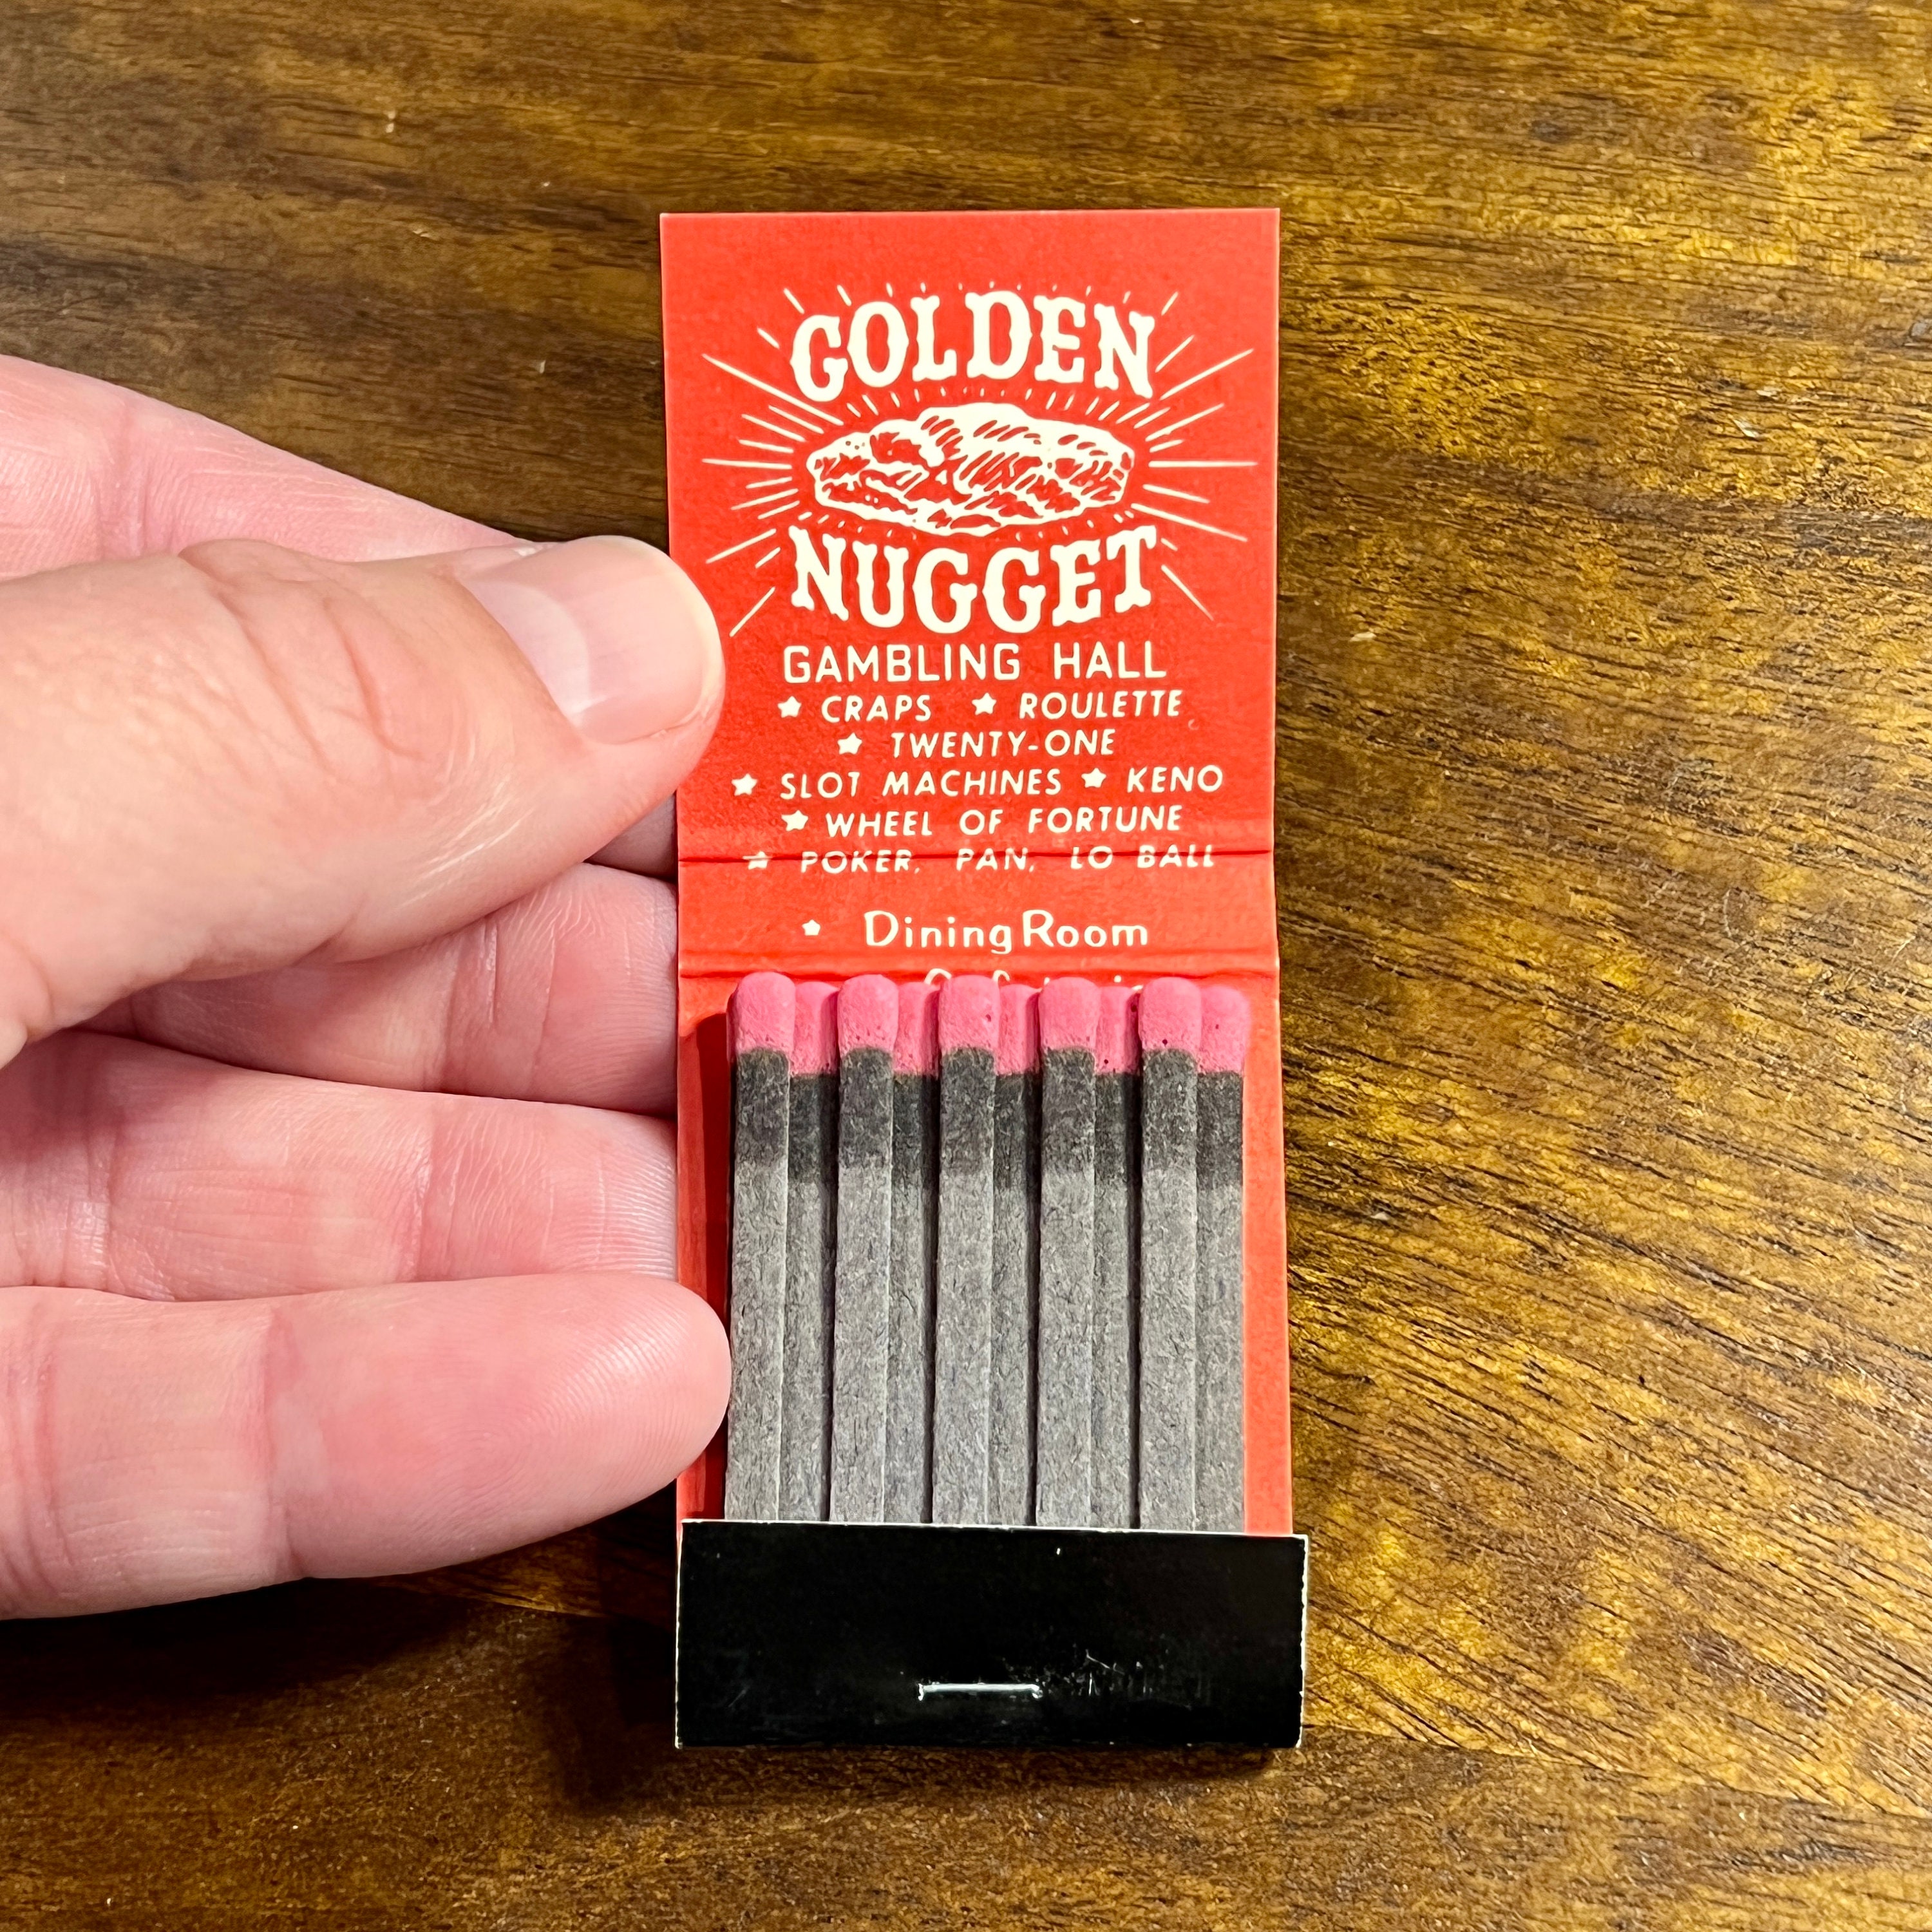 GOLDEN
NUGGET
GAMBLING HALL
★ CRAPS ★ ROULETTE
★ TWENTY-ONE
★ SLOT MACHINES ★ KENO
★ WHEEL OF FORTUNE
★ POKER, PAN, LO BALL
★ Dining Room